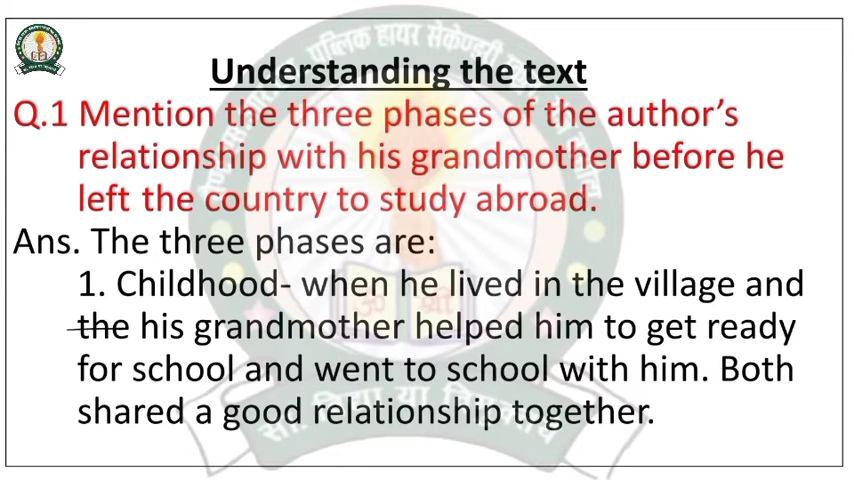 Understanding the text
Q.1 Mention the three phases of the author's
relationship with his grandmother before he
left the country to study abroad.
Ans. The three phases are:
1. Childhood- when he lived in the village and
the his grandmother helped him to get ready
for school and went to school with him. Both
shared a good relationship together.